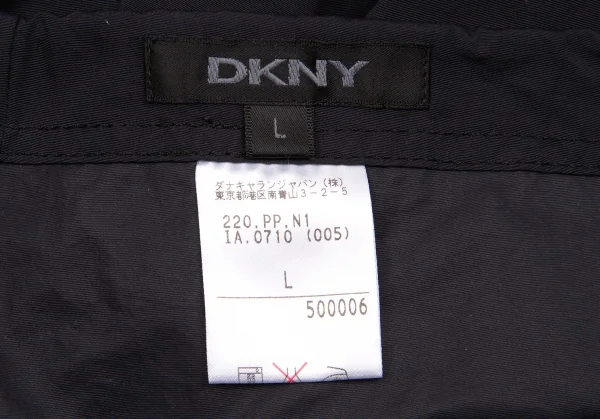 DKNY
L
ダナキャランジャパン (株)
東京都港区南青山3-2-5
220.PP.N1
IA.0710 (005)
L
500006